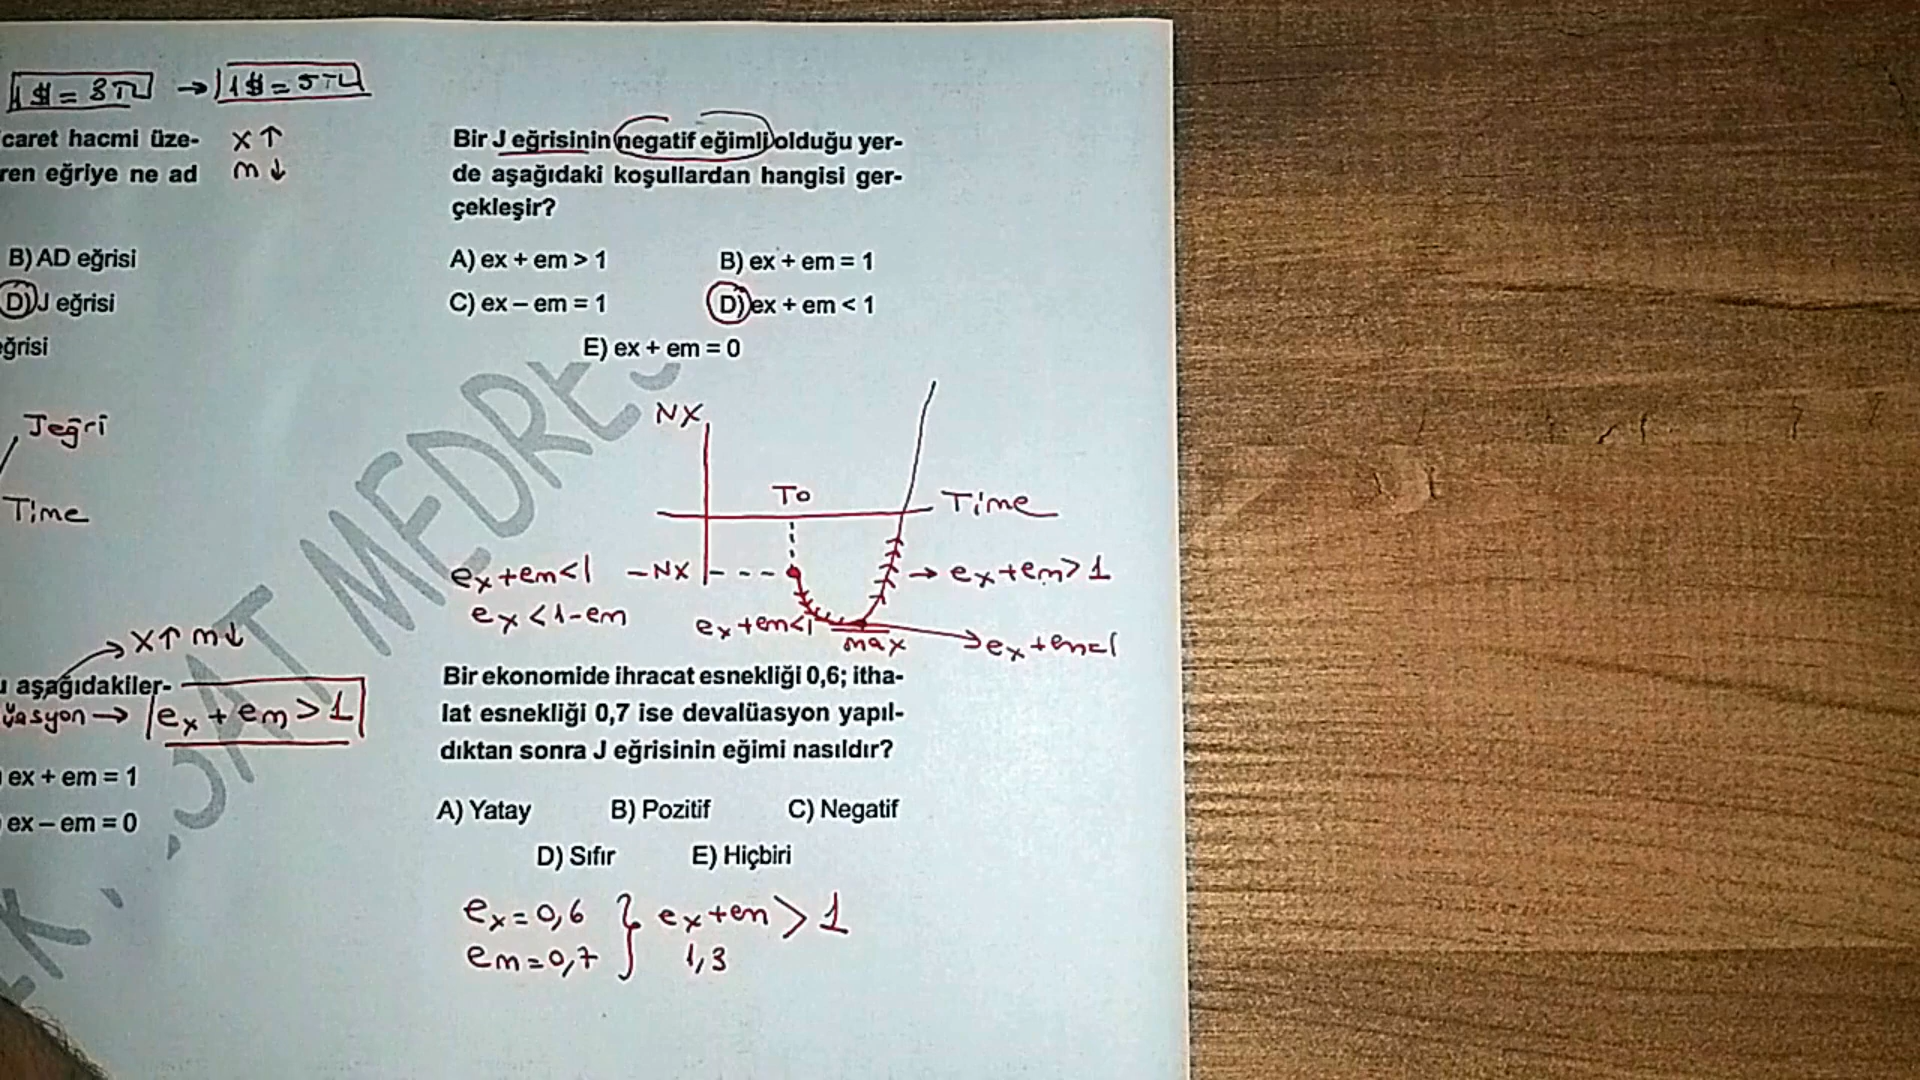 1$ = 3TL → 1$ = 5TL
caret hacmi üze- x↑
ren eğriye ne ad m↓
B) AD eğrisi
D) J eğrisi
eğrisi
J eğri
Time
x↑ m↓
u aşağıdakiler-
üasyon → ex + em > 1
ex + em = 1
ex – em = 0
Bir J eğrisinin negatif eğimli olduğu yer-
de aşağıdaki koşullardan hangisi ger-
çekleşir?
A) ex + em > 1 B) ex + em = 1
C) ex – em = 1 D) ex + em < 1
E) ex + em = 0
NX
To
Time
ex+em<1 -NX → ex+em>1
ex<1-em
ex+em<1 max ex+em=1
Bir ekonomide ihracat esnekliği 0,6; itha-
lat esnekliği 0,7 ise devalüasyon yapıl-
dıktan sonra J eğrisinin eğimi nasıldır?
A) Yatay B) Pozitif C) Negatif
D) Sıfır E) Hiçbiri
ex=0,6 } ex+em > 1
em=0,7 1,3